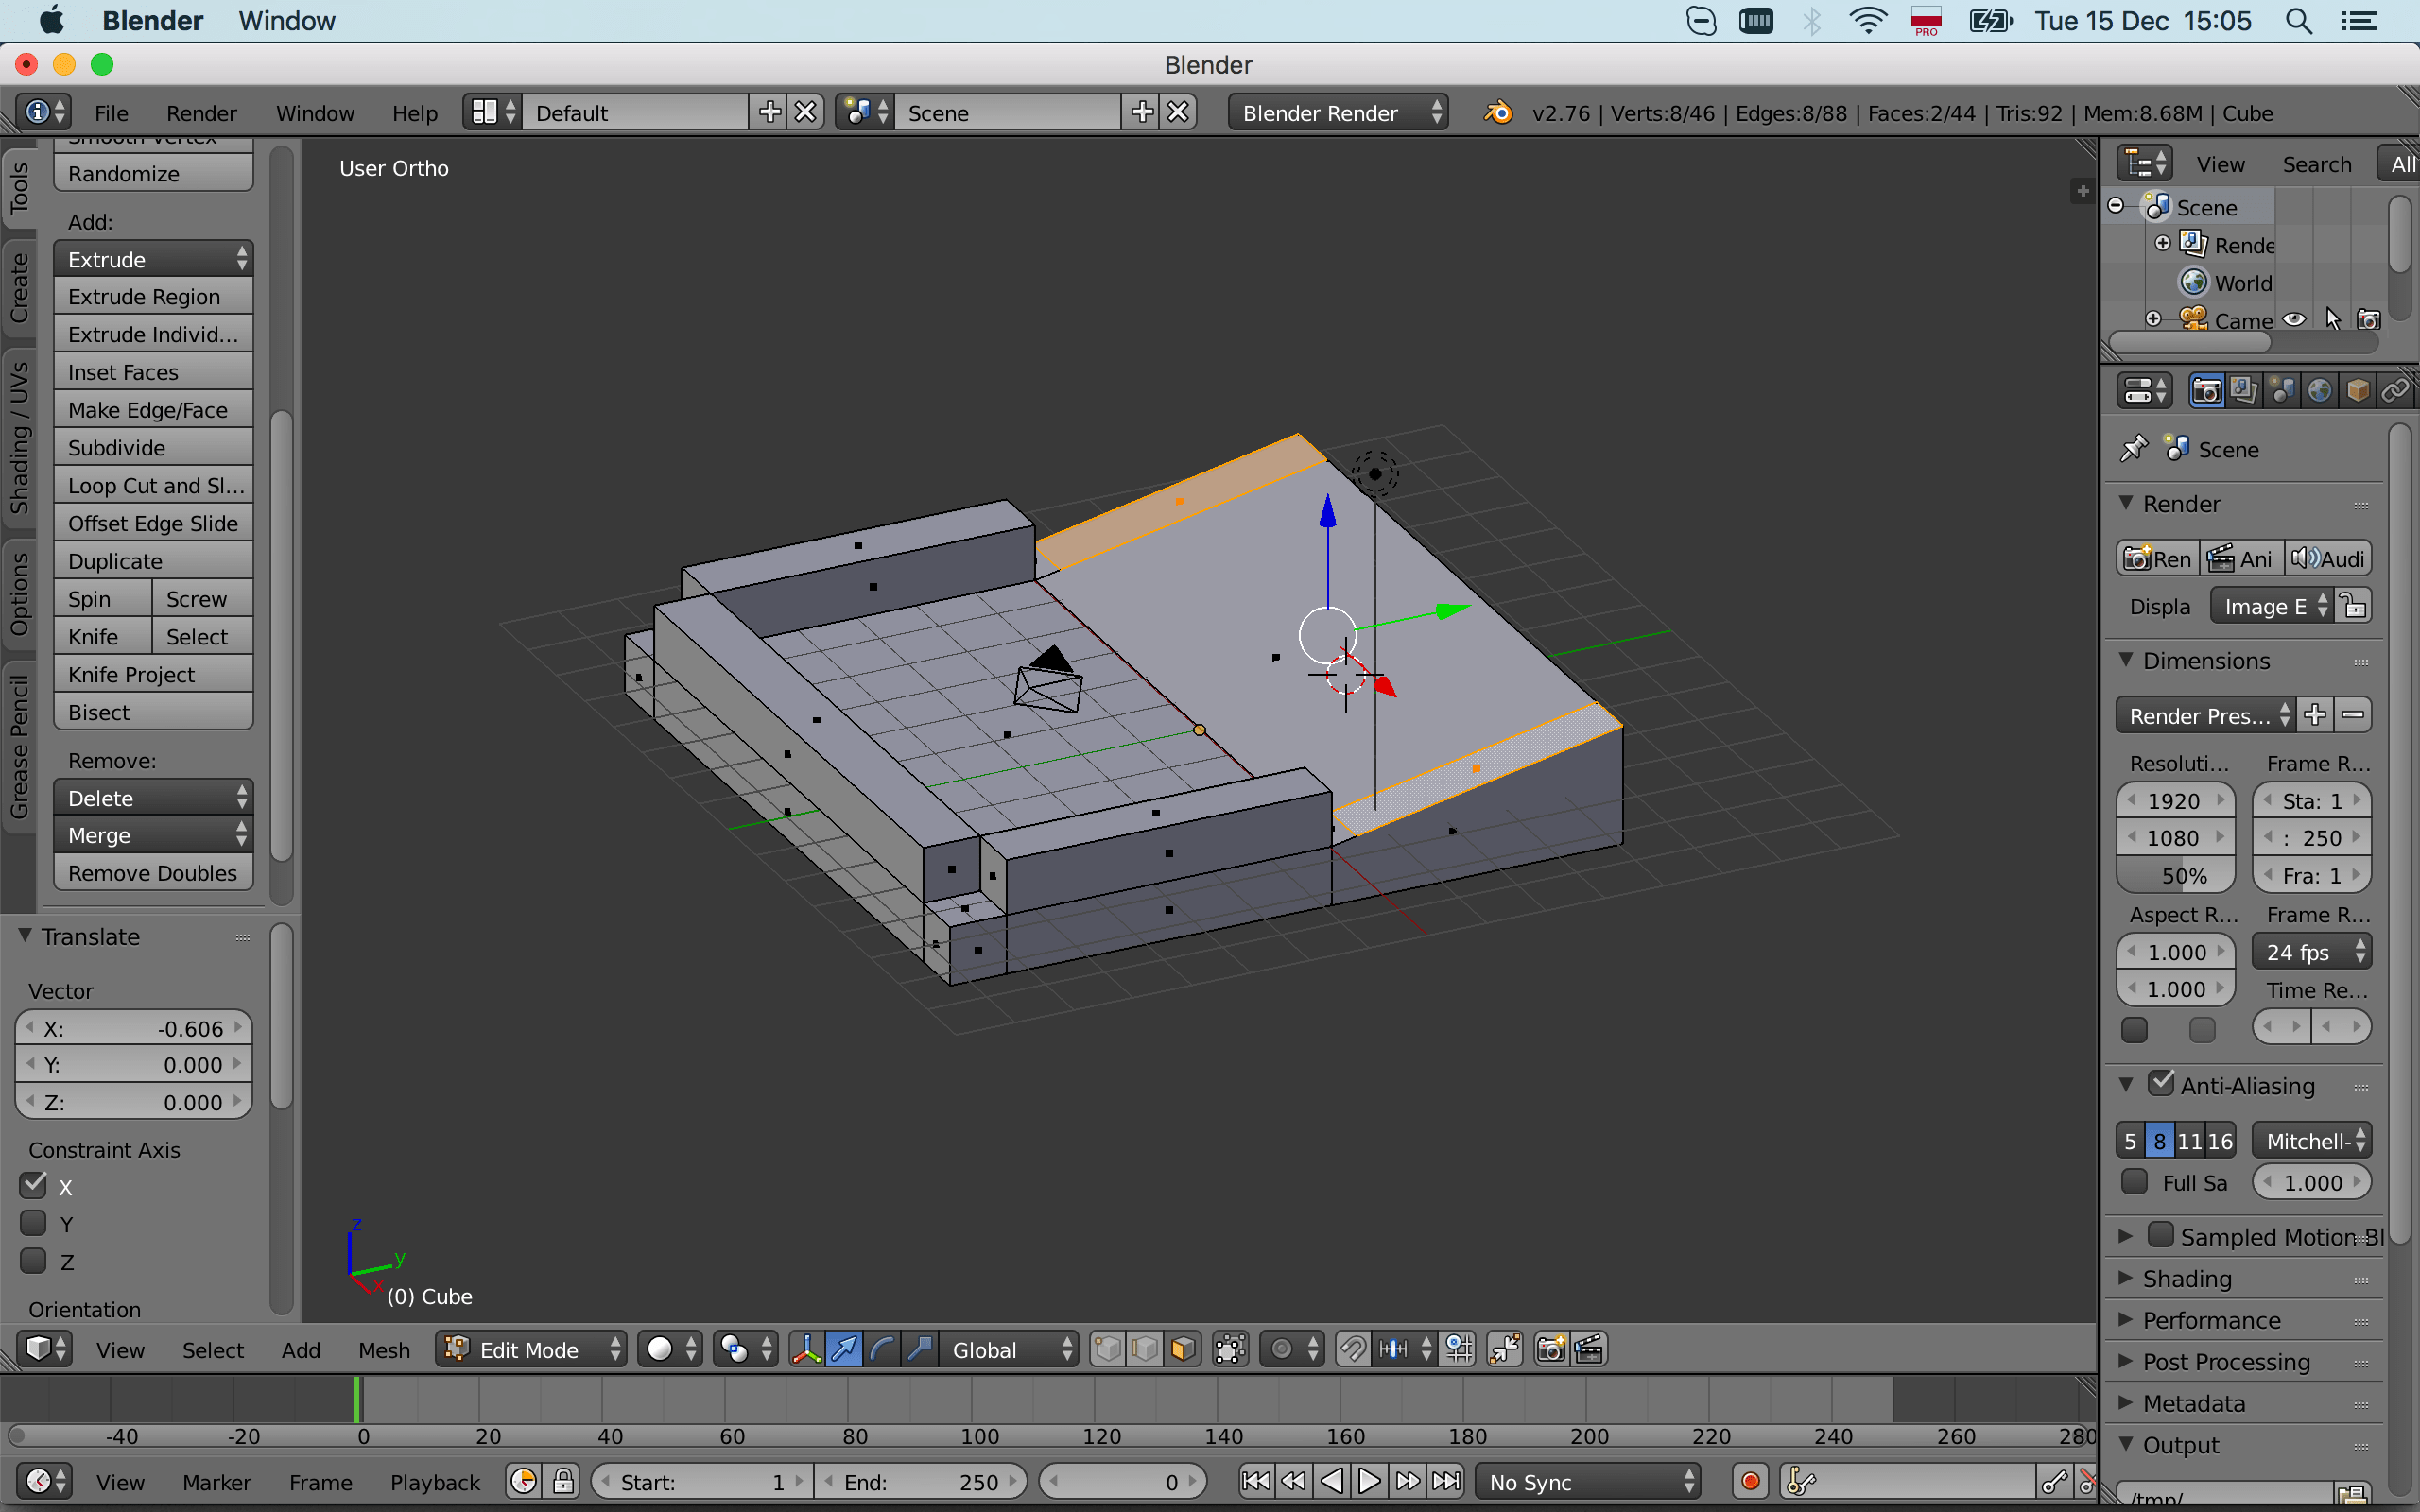 Blender Window PRO Tue 15 Dec 15:05
Blender
File Render Window Help Default Scene Blender Render v2.76 | Verts:8/46 | Edges:8/88 | Faces:2/44 | Tris:92 | Mem:8.68M | Cube
Tools
Create
Shading / UVs
Options
Grease Pencil
Smooth Vertex
Randomize
Add:
Extrude
Extrude Region
Extrude Individ...
Inset Faces
Make Edge/Face
Subdivide
Loop Cut and Sl...
Offset Edge Slide
Duplicate
Spin Screw
Knife Select
Knife Project
Bisect
Remove:
Delete
Merge
Remove Doubles
Translate
Vector
X: -0.606
Y: 0.000
Z: 0.000
Constraint Axis
X
Y
Z
Orientation
User Ortho
z
y
x
(0) Cube
View Select Add Mesh Edit Mode Global
-40 -20 0 20 40 60 80 100 120 140 160 180 200 220 240 260 280
View Marker Frame Playback Start: 1 End: 250 0 No Sync
View Search All
Scene
Rende
World
Came
Scene
Render
Ren Ani Audi
Displa Image E
Dimensions
Render Pres...
Resoluti... Frame R...
1920 Sta: 1
1080 : 250
50% Fra: 1
Aspect R... Frame R...
1.000 24 fps
1.000 Time Re...
Anti-Aliasing
5 8 11 16 Mitchell-
Full Sa 1.000
Sampled Motion Bl
Shading
Performance
Post Processing
Metadata
Output
/tmp/